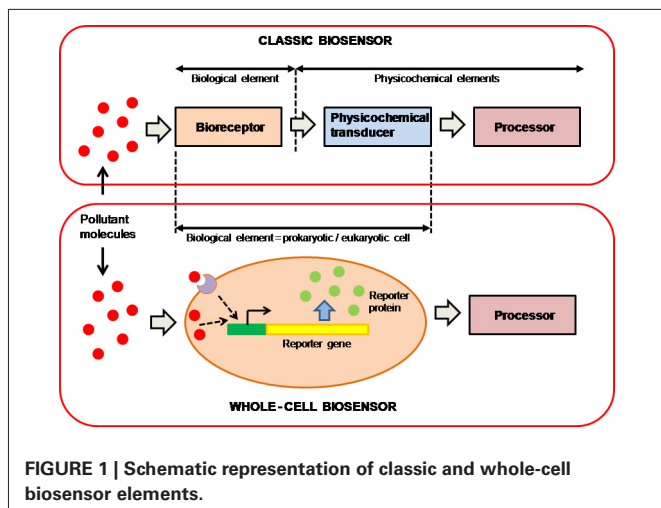 CLASSIC BIOSENSOR
Biological element
Physicochemical elements
Bioreceptor
Physicochemical
transducer
Processor
Pollutant
molecules
Biological element = prokaryotic / eukaryotic cell
Reporter
protein
Reporter gene
Processor
WHOLE-CELL BIOSENSOR
FIGURE 1 | Schematic representation of classic and whole-cell
biosensor elements.